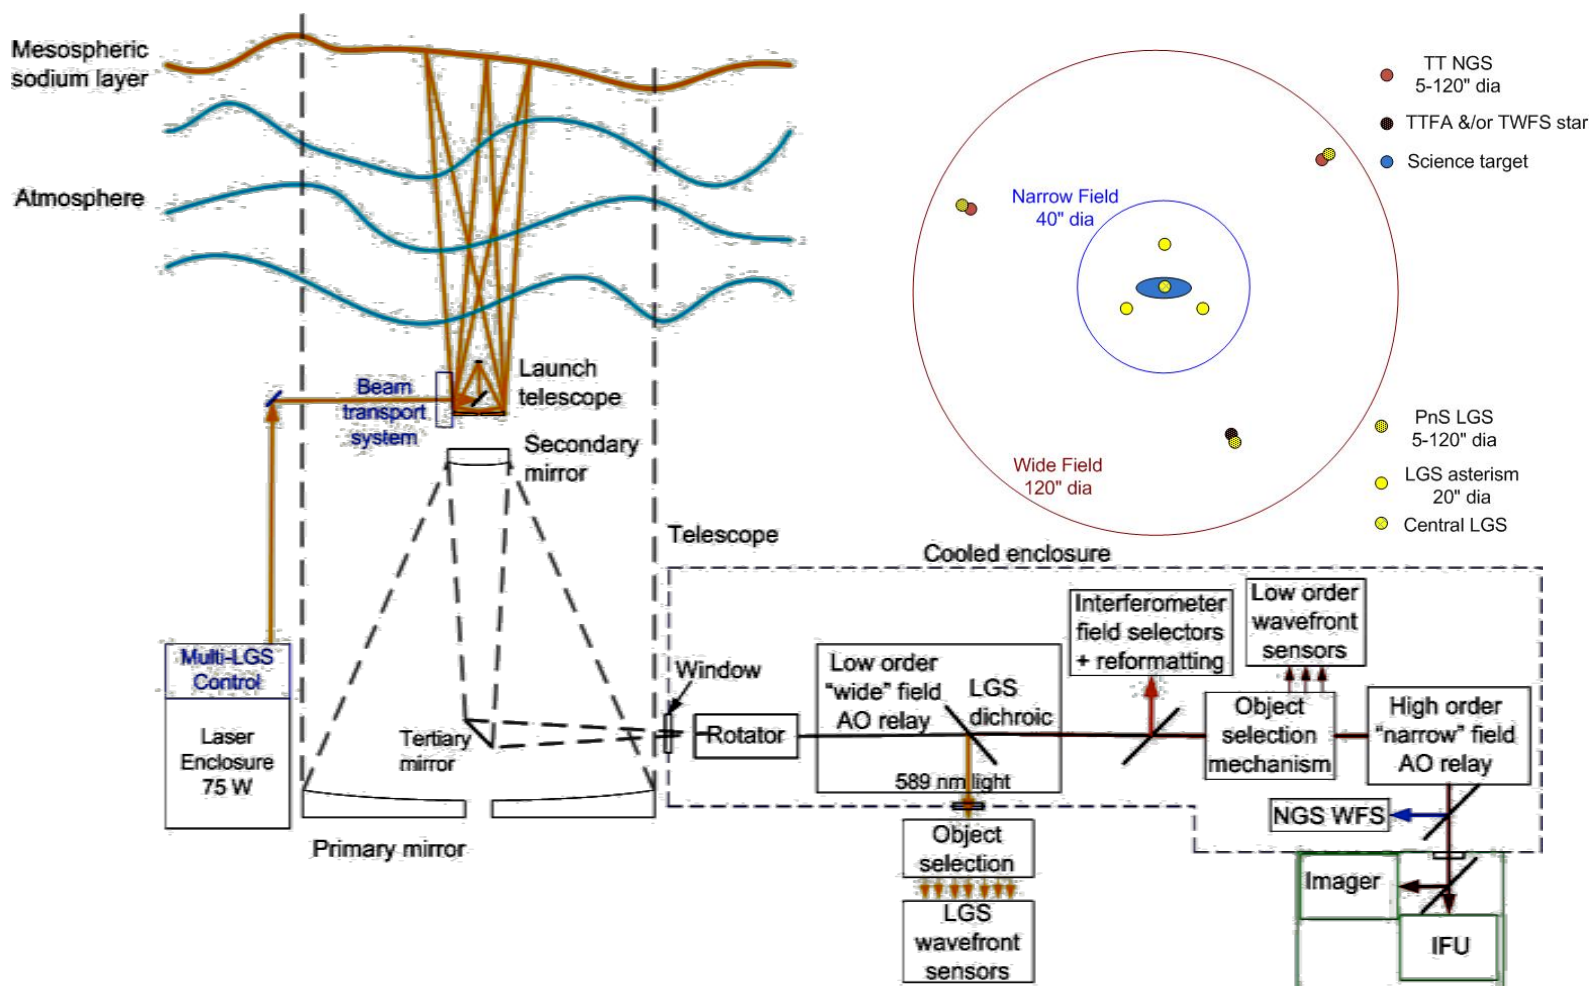 Mesospheric
sodium layer
Atmosphere
Launch
telescope
Beam
transport
system
Secondary
mirror
Telescope
Multi-LGS
Control
Laser
Enclosure
75 W
Tertiary
mirror
Primary mirror
TT NGS
5-120" dia
TTFA &/or TWFS star
Science target
Narrow Field
40" dia
Wide Field
120" dia
PnS LGS
5-120" dia
LGS asterism
20" dia
Central LGS
Cooled enclosure
Window
Rotator
Low order
"wide" field
AO relay
LGS
dichroic
589 nm light
Object
selection
LGS
wavefront
sensors
Interferometer
field selectors
+ reformatting
Low order
wavefront
sensors
Object
selection
mechanism
High order
"narrow" field
AO relay
NGS WFS
Imager
IFU